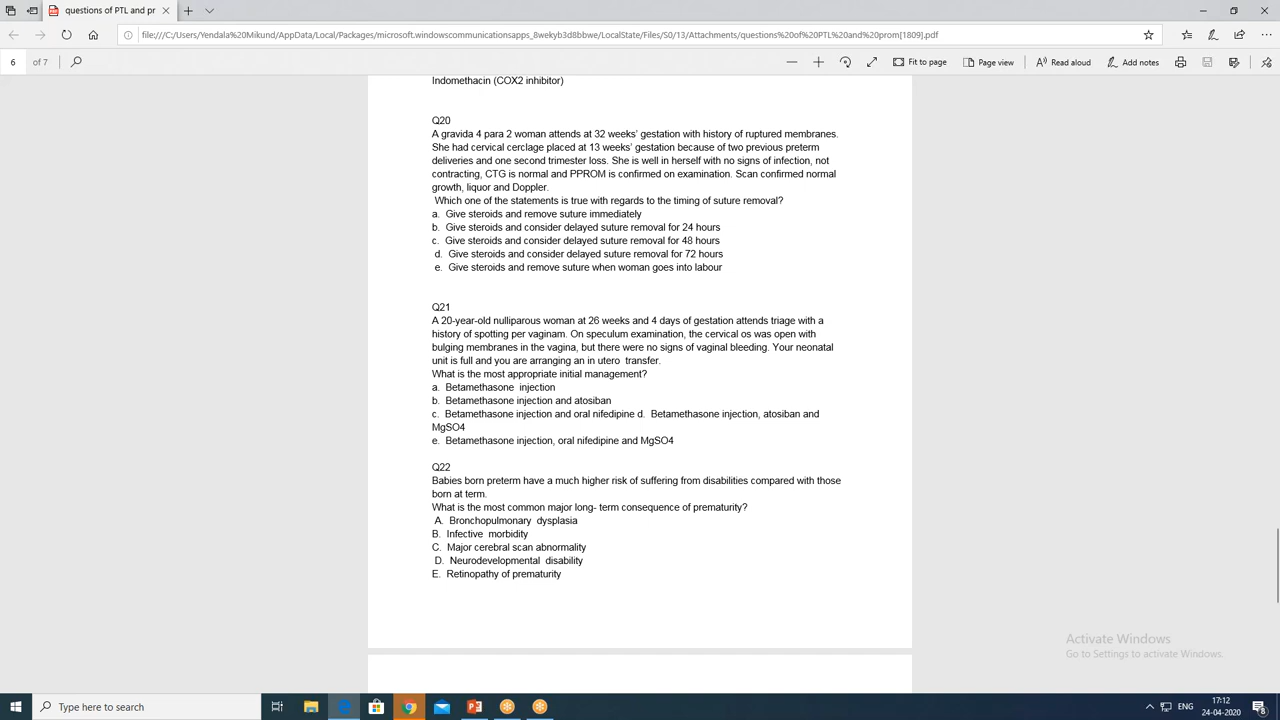 questions of PTL and pr
file:///C:/Users/Yendala%20Mikund/AppData/Local/Packages/microsoft.windowscommunicationsapps_8wekyb3d8bbwe/LocalState/Files/S0/13/Attachments/questions%20of%20PTL%20and%20prom[1809].pdf
6 of 7 Fit to page Page view Read aloud Add notes
Indomethacin (COX2 inhibitor)
Q20
A gravida 4 para 2 woman attends at 32 weeks' gestation with history of ruptured membranes.
She had cervical cerclage placed at 13 weeks' gestation because of two previous preterm
deliveries and one second trimester loss. She is well in herself with no signs of infection, not
contracting, CTG is normal and PPROM is confirmed on examination. Scan confirmed normal
growth, liquor and Doppler.
Which one of the statements is true with regards to the timing of suture removal?
a. Give steroids and remove suture immediately
b. Give steroids and consider delayed suture removal for 24 hours
c. Give steroids and consider delayed suture removal for 48 hours
d. Give steroids and consider delayed suture removal for 72 hours
e. Give steroids and remove suture when woman goes into labour
Q21
A 20-year-old nulliparous woman at 26 weeks and 4 days of gestation attends triage with a
history of spotting per vaginam. On speculum examination, the cervical os was open with
bulging membranes in the vagina, but there were no signs of vaginal bleeding. Your neonatal
unit is full and you are arranging an in utero transfer.
What is the most appropriate initial management?
a. Betamethasone injection
b. Betamethasone injection and atosiban
c. Betamethasone injection and oral nifedipine d. Betamethasone injection, atosiban and
MgSO4
e. Betamethasone injection, oral nifedipine and MgSO4
Q22
Babies born preterm have a much higher risk of suffering from disabilities compared with those
born at term.
What is the most common major long- term consequence of prematurity?
A. Bronchopulmonary dysplasia
B. Infective morbidity
C. Major cerebral scan abnormality
D. Neurodevelopmental disability
E. Retinopathy of prematurity
Activate Windows
Go to Settings to activate Windows.
Type here to search
ENG
17:12
24-04-2020